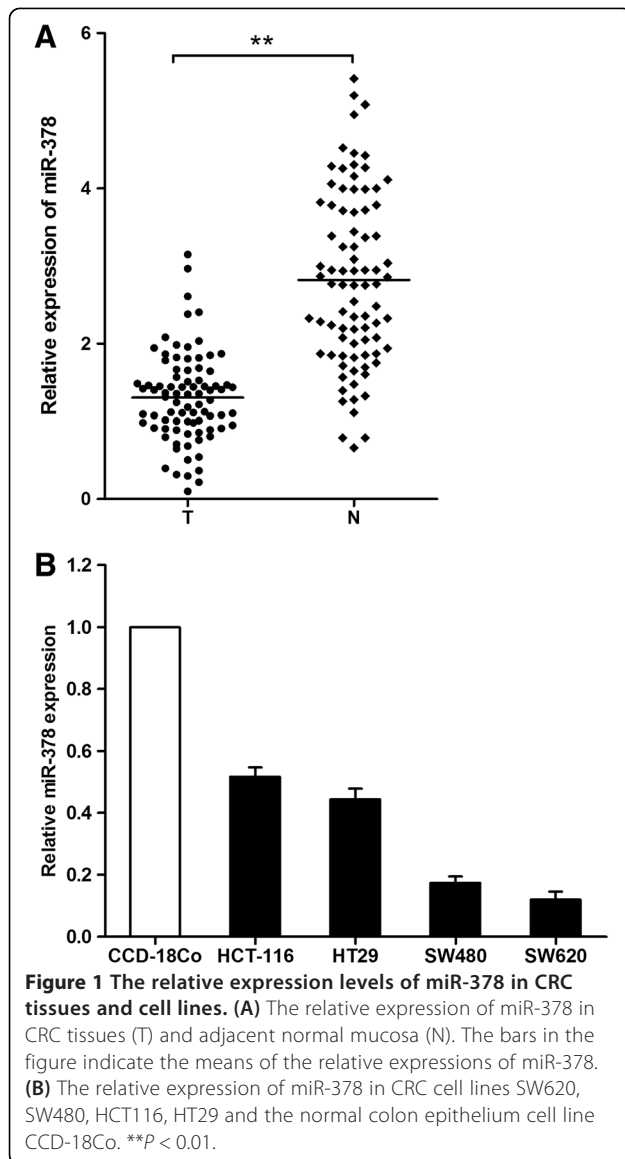 A
**
Relative expression of miR-378
6
4
2
0
T
N
B
Relative miR-378 expression
1.2
1.0
0.8
0.6
0.4
0.2
0.0
CCD-18Co HCT-116 HT29 SW480 SW620
Figure 1 The relative expression levels of miR-378 in CRC
tissues and cell lines. (A) The relative expression of miR-378 in
CRC tissues (T) and adjacent normal mucosa (N). The bars in the
figure indicate the means of the relative expressions of miR-378.
(B) The relative expression of miR-378 in CRC cell lines SW620,
SW480, HCT116, HT29 and the normal colon epithelium cell line
CCD-18Co. **P < 0.01.